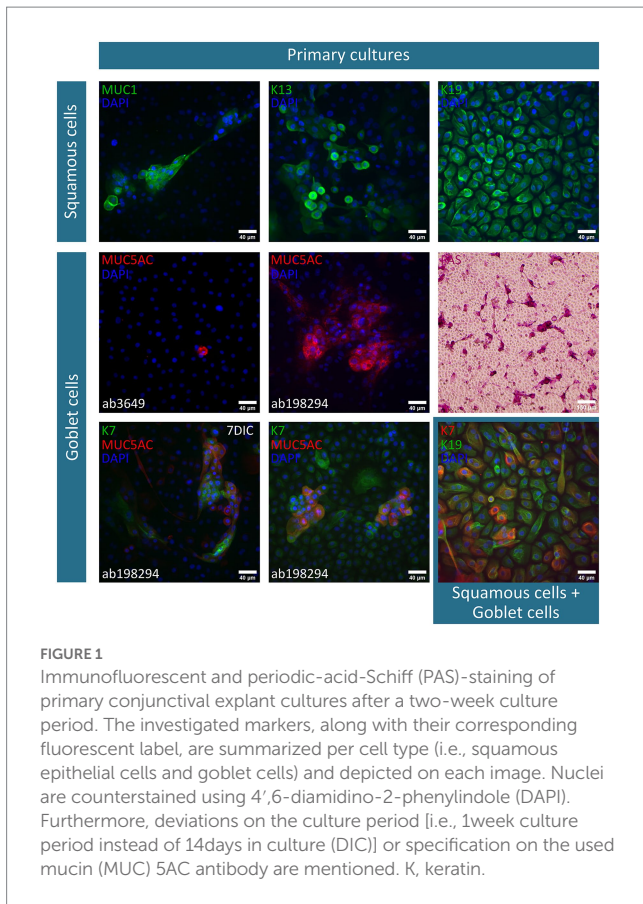 Primary cultures
Squamous cells
MUC1
DAPI
40 μm
K13
DAPI
40 μm
K19
DAPI
40 μm
Goblet cells
MUC5AC
DAPI
ab3649
40 μm
MUC5AC
DAPI
ab198294
40 μm
PAS
K7
MUC5AC
DAPI
7DIC
ab198294
40 μm
K7
MUC5AC
DAPI
ab198294
40 μm
K7
K19
DAPI
40 μm
Squamous cells +
Goblet cells
FIGURE 1
Immunofluorescent and periodic-acid-Schiff (PAS)-staining of
primary conjunctival explant cultures after a two-week culture
period. The investigated markers, along with their corresponding
fluorescent label, are summarized per cell type (i.e., squamous
epithelial cells and goblet cells) and depicted on each image. Nuclei
are counterstained using 4′,6-diamidino-2-phenylindole (DAPI).
Furthermore, deviations on the culture period [i.e., 1week culture
period instead of 14days in culture (DIC)] or specification on the used
mucin (MUC) 5AC antibody are mentioned. K, keratin.